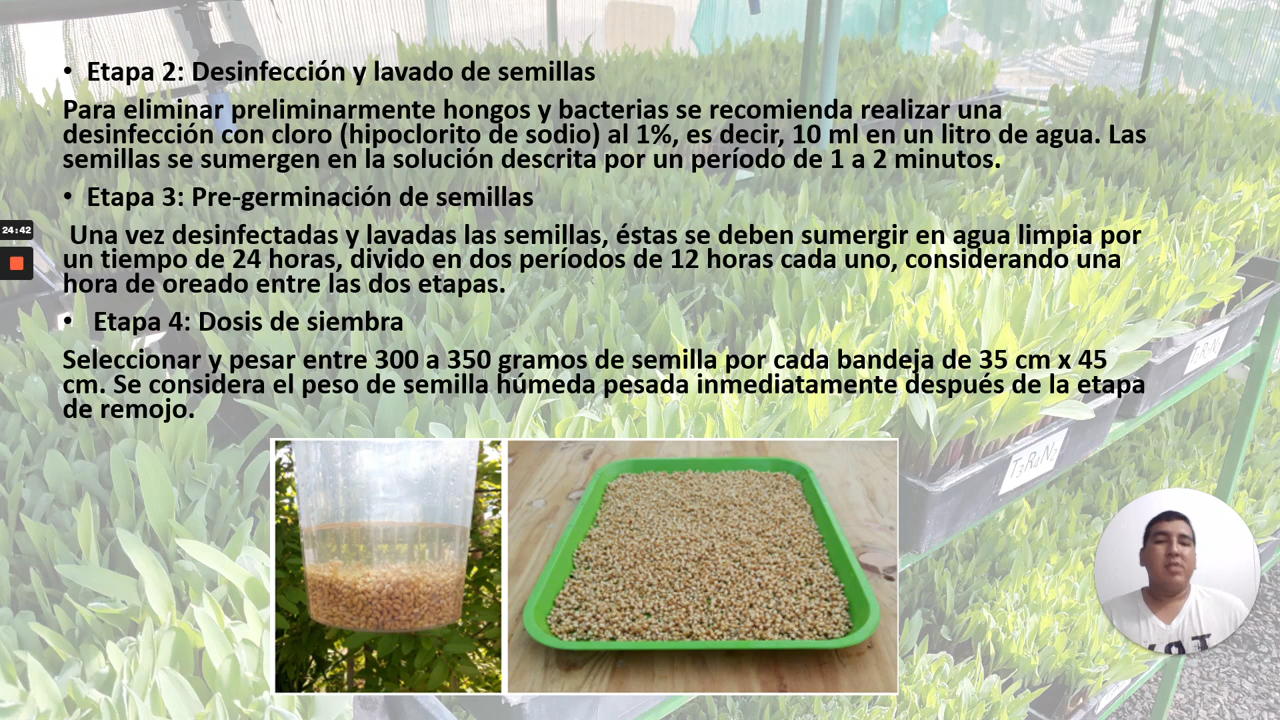 • Etapa 2: Desinfección y lavado de semillas
Para eliminar preliminarmente hongos y bacterias se recomienda realizar una
desinfección con cloro (hipoclorito de sodio) al 1%, es decir, 10 ml en un litro de agua. Las
semillas se sumergen en la solución descrita por un período de 1 a 2 minutos.
• Etapa 3: Pre-germinación de semillas
Una vez desinfectadas y lavadas las semillas, éstas se deben sumergir en agua limpia por
un tiempo de 24 horas, divido en dos períodos de 12 horas cada uno, considerando una
hora de oreado entre las dos etapas.
• Etapa 4: Dosis de siembra
Seleccionar y pesar entre 300 a 350 gramos de semilla por cada bandeja de 35 cm x 45
cm. Se considera el peso de semilla húmeda pesada inmediatamente después de la etapa
de remojo.
24:42